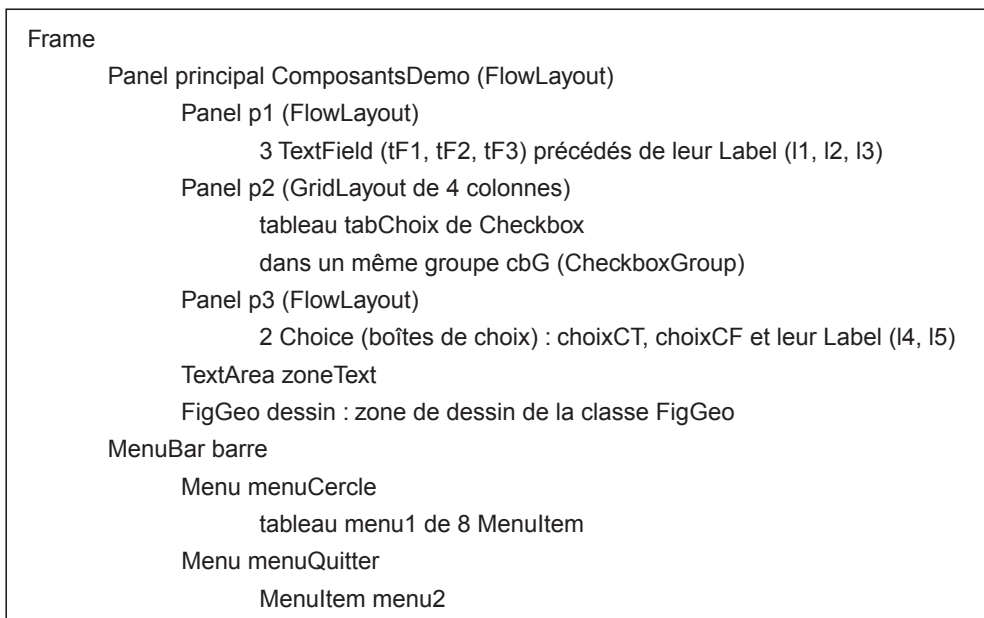 Frame
Panel principal ComposantsDemo (FlowLayout)
Panel p1 (FlowLayout)
3 TextField (tF1, tF2, tF3) précédés de leur Label (l1, l2, l3)
Panel p2 (GridLayout de 4 colonnes)
tableau tabChoix de Checkbox
dans un même groupe cbG (CheckboxGroup)
Panel p3 (FlowLayout)
2 Choice (boîtes de choix) : choixCT, choixCF et leur Label (l4, l5)
TextArea zoneText
FigGeo dessin : zone de dessin de la classe FigGeo
MenuBar barre
Menu menuCercle
tableau menu1 de 8 MenuItem
Menu menuQuitter
MenuItem menu2